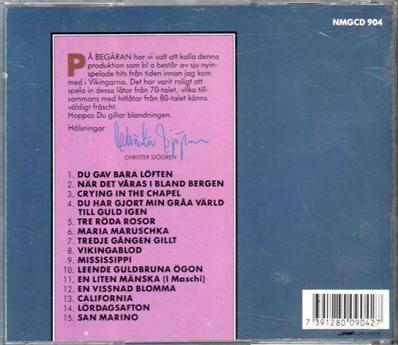 NMGCD 904
PÅ BEGÄRAN har vi valt att kalla denna
produktion som bl a består av sju nyin-
spelade hits från tiden innan jag kom
med i Vikingarna. Det har varit roligt att
spela in dessa låtar från 70-talet, vilka till-
sammans med hitlåtar från 80-talet känns
väldigt fräscht.
Hoppas Du gillar blandningen.
Hälsningar
Christer Sjögren
CHRISTER SJÖGREN
1. DU GAV BARA LÖFTEN
2. NÄR DET VÅRAS I BLAND BERGEN
3. CRYING IN THE CHAPEL
4. DU HAR GJORT MIN GRÅA VÄRLD
TILL GULD IGEN
5. TRE RÖDA ROSOR
6. MARIA MARUSCHKA
7. TREDJE GÅNGEN GILLT
8. VIKINGABLOD
9. MISSISSIPPI
10. LEENDE GULDBRUNA ÖGON
11. EN LITEN MÄNSKA (I Maschi)
12. EN VISSNAD BLOMMA
13. CALIFORNIA
14. LÖRDAGSAFTON
15. SAN MARINO
7 391280 090427